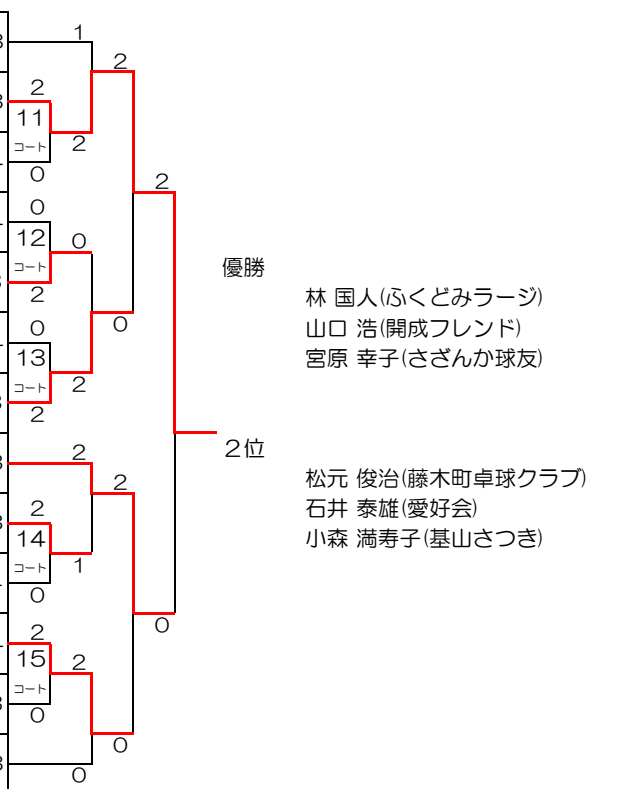 1
2
2
11
コート
2
0
2
0
12
0
コート
2
0
0
13
コート
2
2
2
2
2
14
コート
1
0
0
2
15
2
コート
0
0
0
優勝
林 国人(ふくどみラージ)
山口 浩(開成フレンド)
宮原 幸子(さざんか球友)
2位
松元 俊治(藤木町卓球クラブ)
石井 泰雄(愛好会)
小森 満寿子(基山さつき)